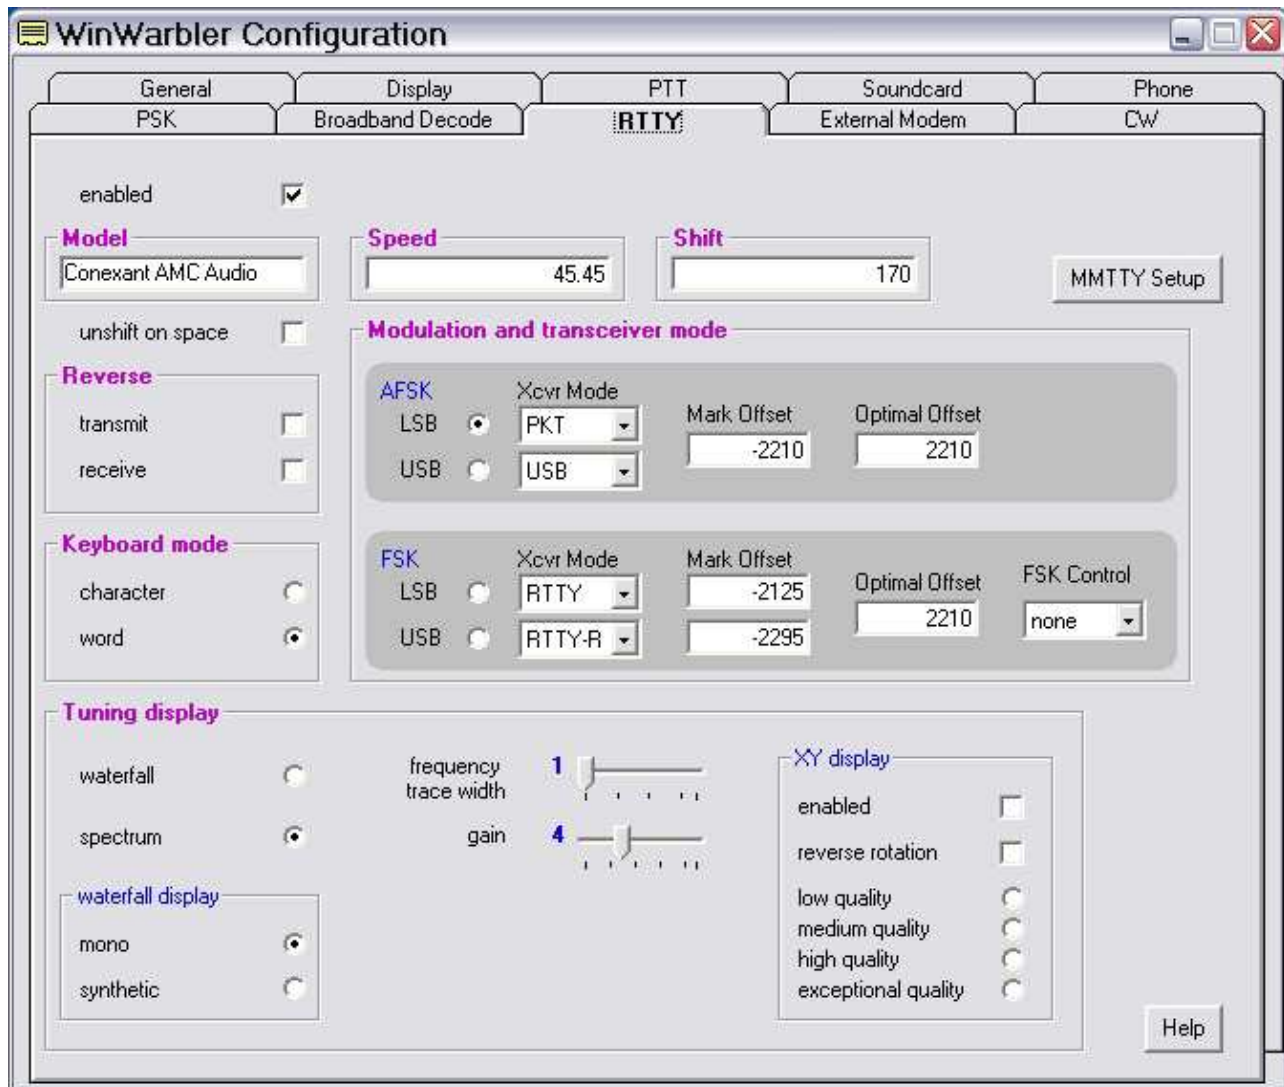 WinWarbler Configuration
General Display PTT Soundcard Phone
PSK Broadband Decode RTTY External Modem CW
enabled
Model Speed Shift
Conexant AMC Audio 45.45 170 MMTTY Setup
unshift on space
Modulation and transceiver mode
Reverse
transmit
receive
AFSK Xcvr Mode Mark Offset Optimal Offset
LSB PKT -2210 2210
USB USB
Keyboard mode
character
word
FSK Xcvr Mode Mark Offset Optimal Offset FSK Control
LSB RTTY -2125 2210 none
USB RTTY-R -2295
Tuning display
waterfall
spectrum
frequency trace width 1
gain 4
waterfall display
mono
synthetic
XY display
enabled
reverse rotation
low quality
medium quality
high quality
exceptional quality
Help